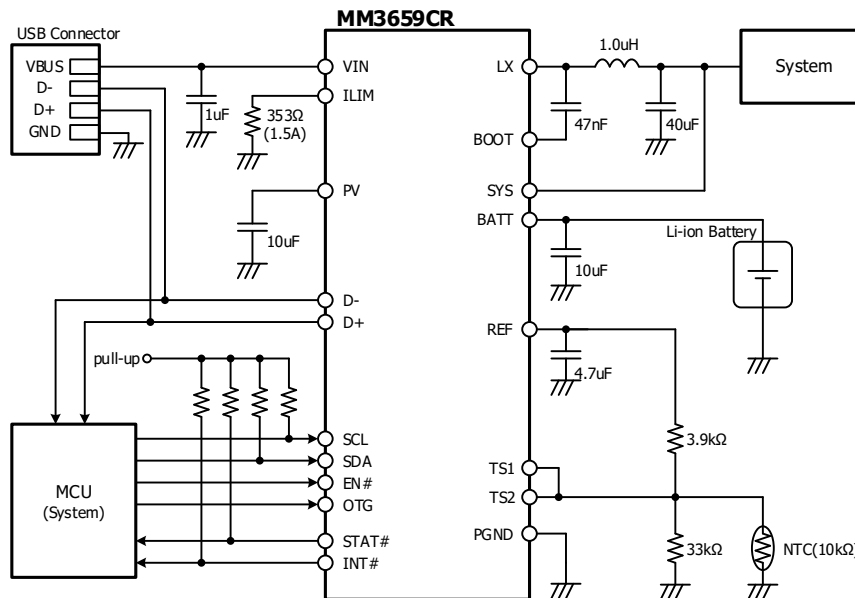 MM3659CR
USB Connector
VBUS
D-
D+
GND
1uF
353Ω
(1.5A)
10uF
VIN
ILIM
PV
D-
D+
SCL
SDA
EN#
OTG
STAT#
INT#
LX
BOOT
SYS
BATT
REF
TS1
TS2
PGND
1.0uH
47nF
40uF
System
Li-ion Battery
10uF
4.7uF
3.9kΩ
33kΩ
NTC(10kΩ)
pull-up
MCU
(System)